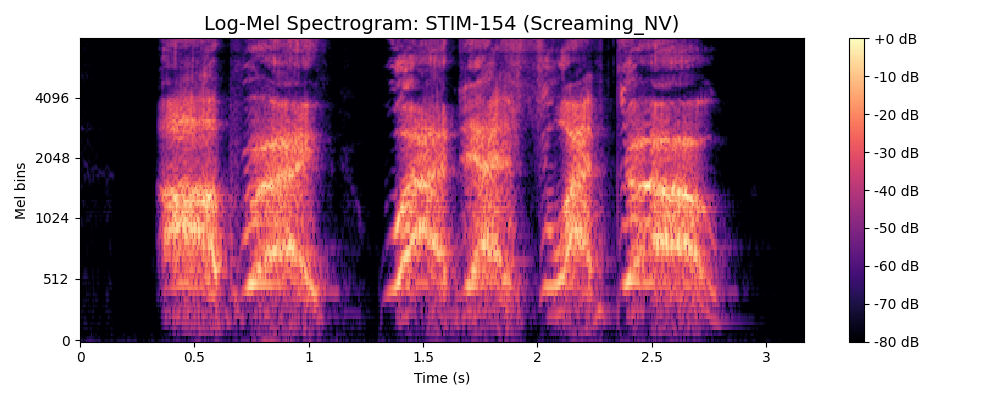 Log-Mel Spectrogram: STIM-154 (Screaming_NV)
Mel bins
4096
2048
1024
512
0
0
0.5
1
1.5
2
2.5
3
Time (s)
+0 dB
-10 dB
-20 dB
-30 dB
-40 dB
-50 dB
-60 dB
-70 dB
-80 dB